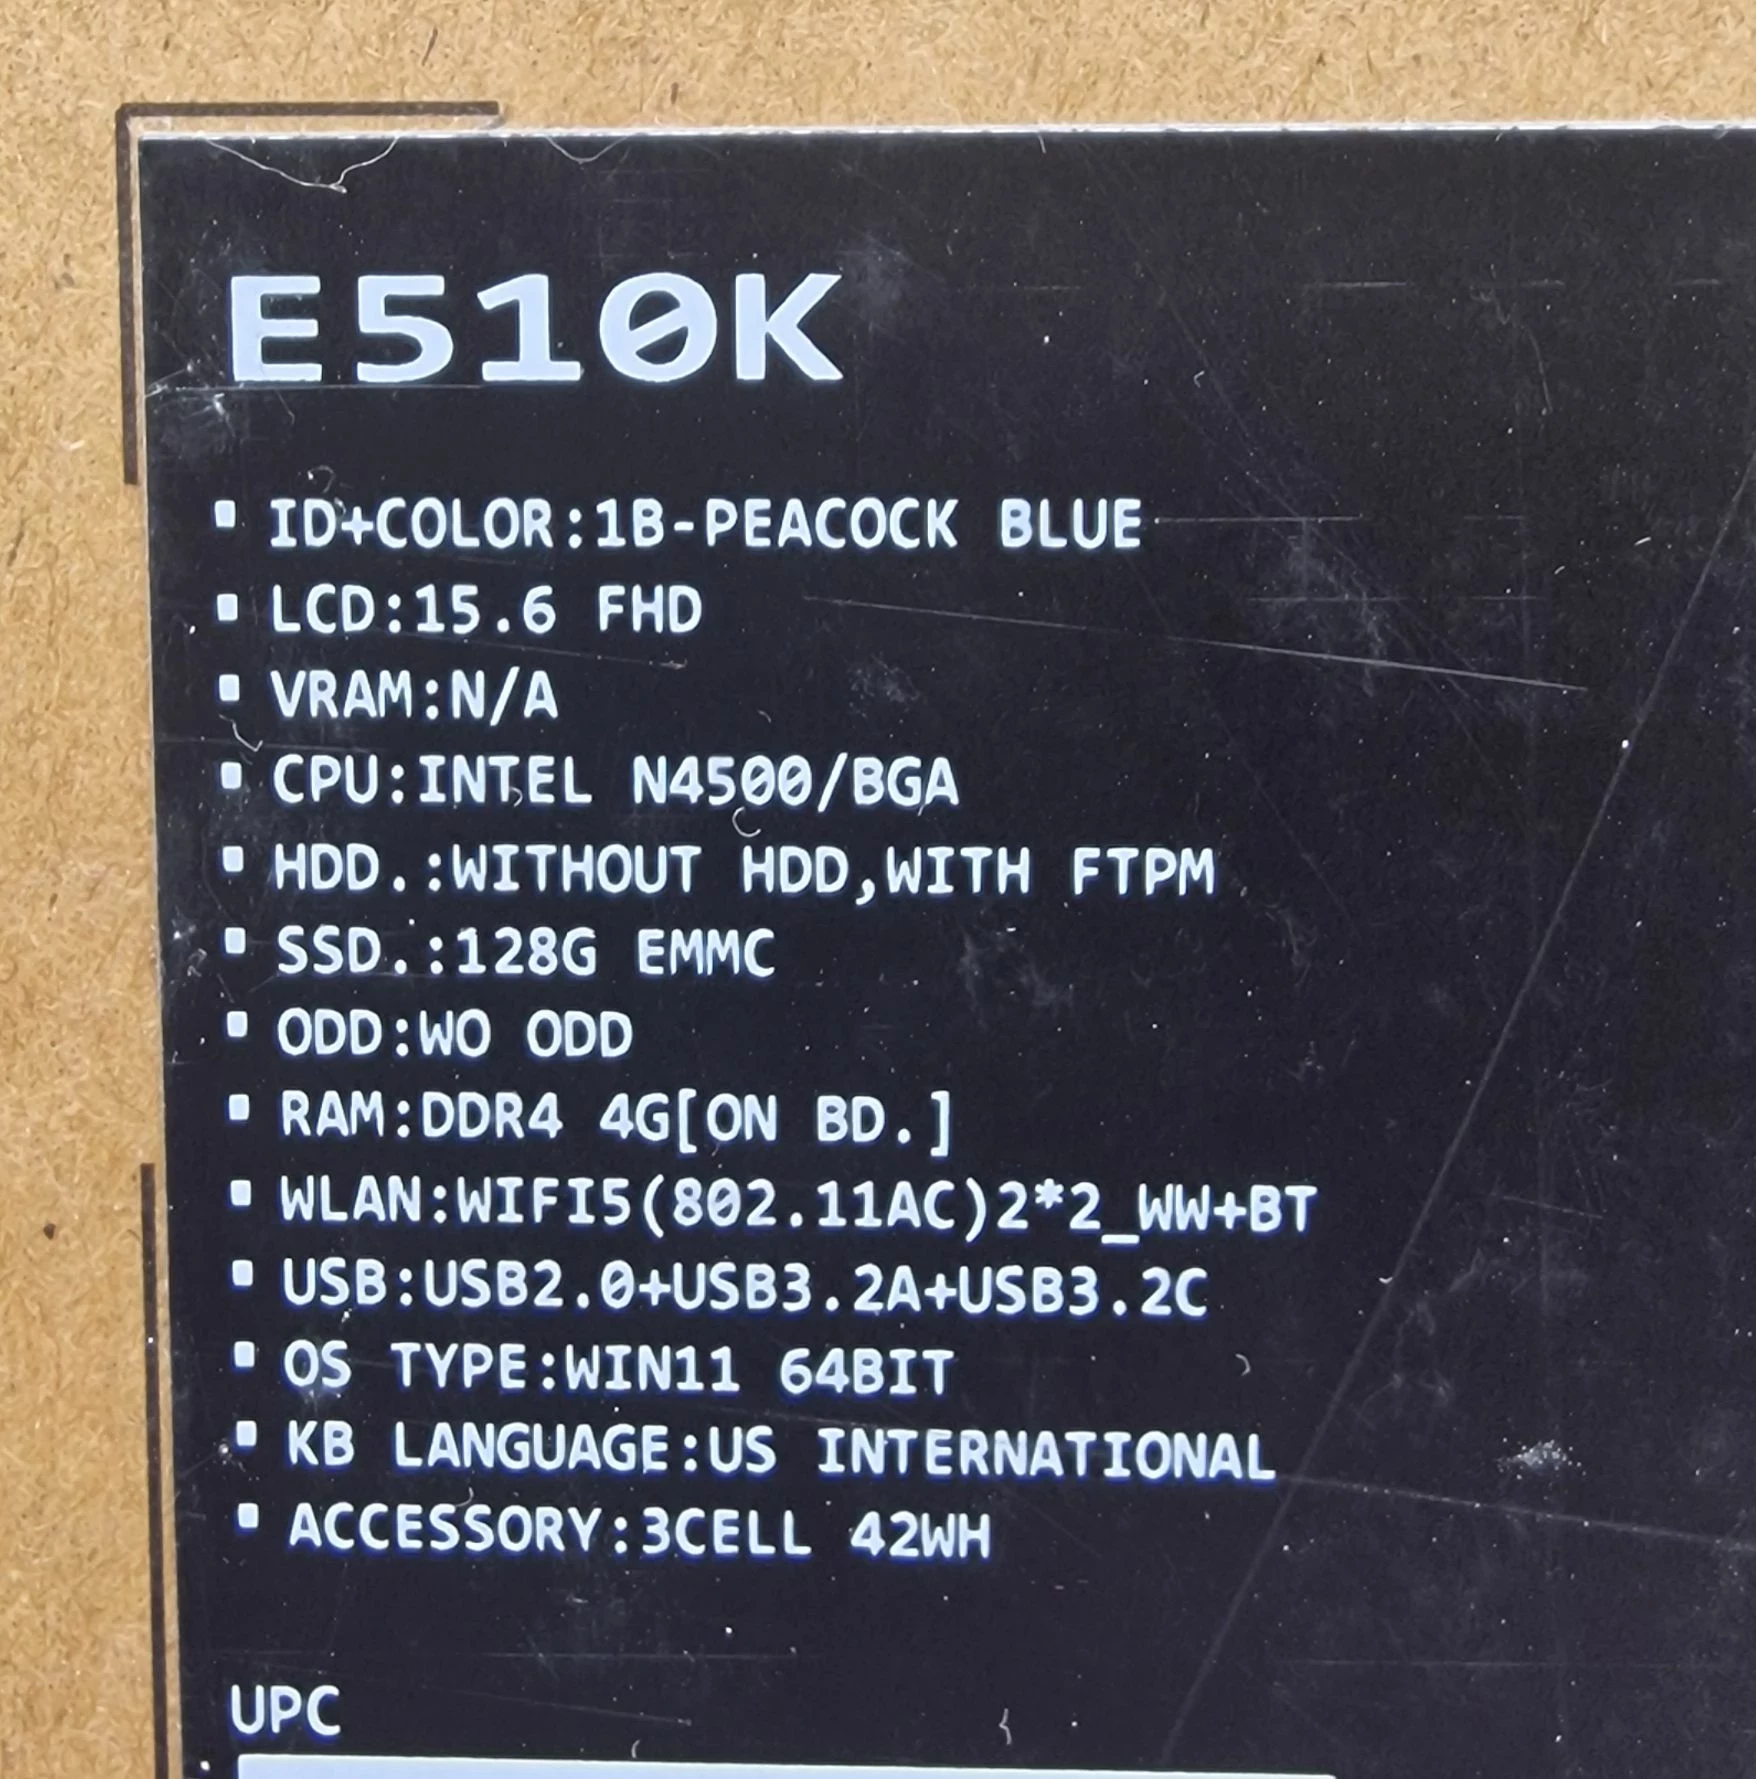 E510K
▪ ID+COLOR:1B-PEACOCK BLUE
▪ LCD:15.6 FHD
▪ VRAM:N/A
▪ CPU:INTEL N4500/BGA
▪ HDD.:WITHOUT HDD,WITH FTPM
▪ SSD.:128G EMMC
▪ ODD:WO ODD
▪ RAM:DDR4 4G[ON BD.]
▪ WLAN:WIFI5(802.11AC)2*2_WW+BT
▪ USB:USB2.0+USB3.2A+USB3.2C
▪ OS TYPE:WIN11 64BIT
▪ KB LANGUAGE:US INTERNATIONAL
▪ ACCESSORY:3CELL 42WH
UPC